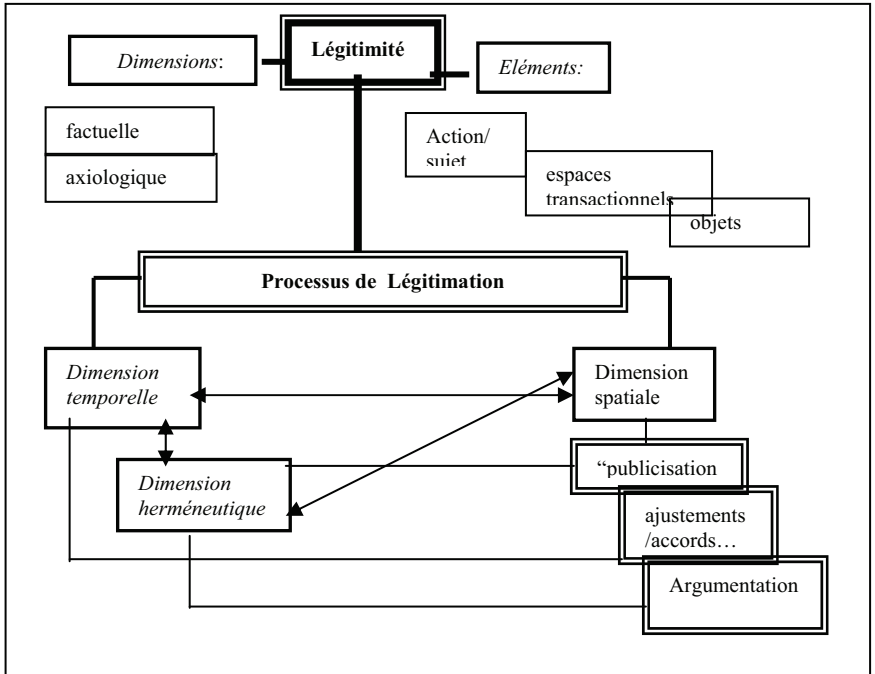 Légitimité
Dimensions:
Eléments:
factuelle
axiologique
Action/
sujet
espaces
transactionnels
objets
Processus de Légitimation
Dimension
temporelle
Dimension
spatiale
Dimension
herméneutique
“publicisation
ajustements
/accords…
Argumentation